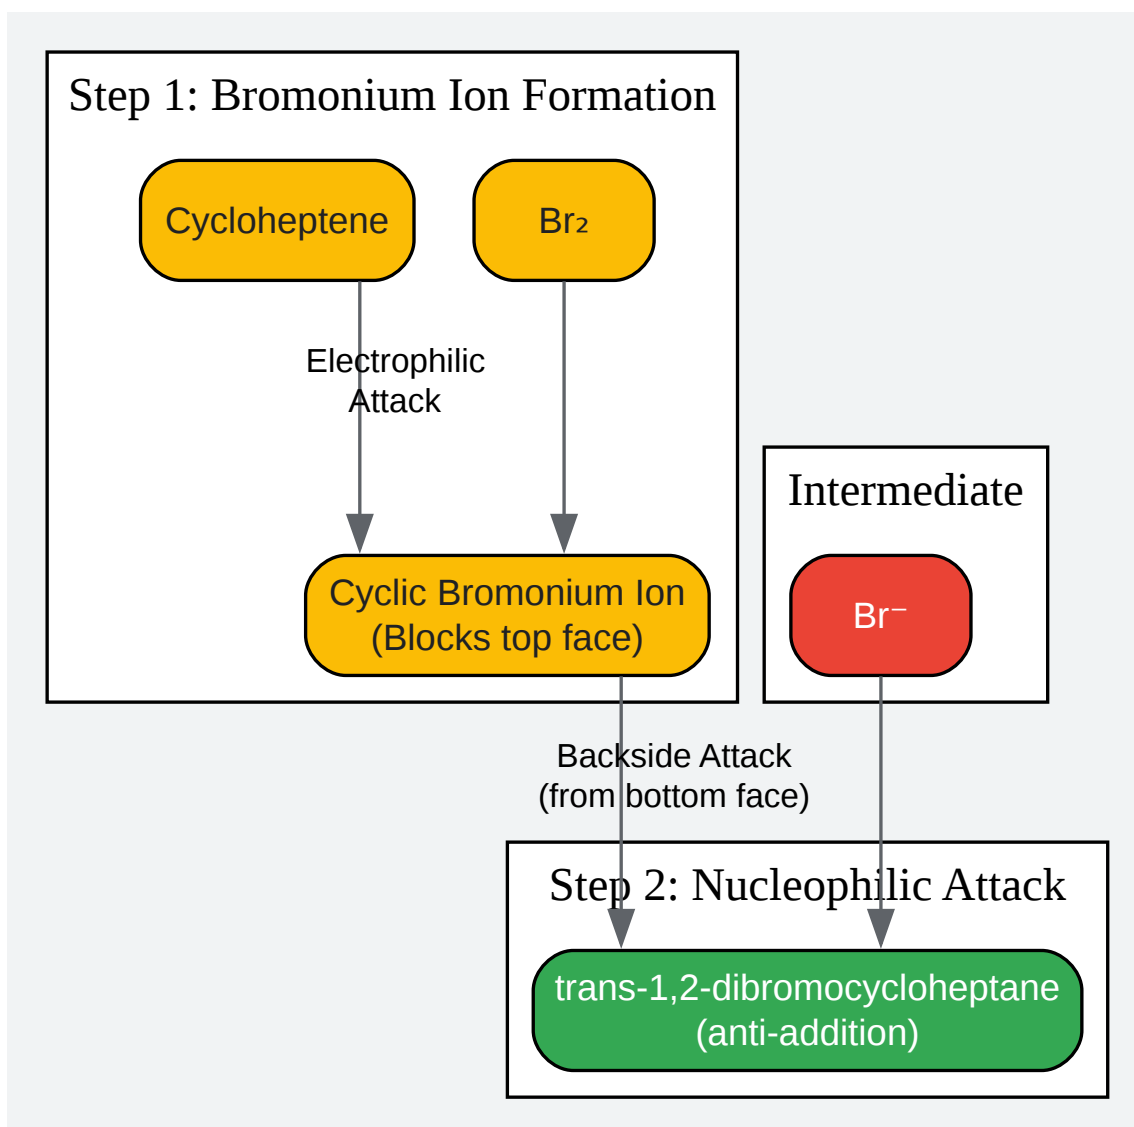 Step 1: Bromonium Ion Formation
Cycloheptene
Br₂
Electrophilic
Attack
Cyclic Bromonium Ion
(Blocks top face)
Intermediate
Br⁻
Backside Attack
(from bottom face)
Step 2: Nucleophilic Attack
trans-1,2-dibromocycloheptane
(anti-addition)